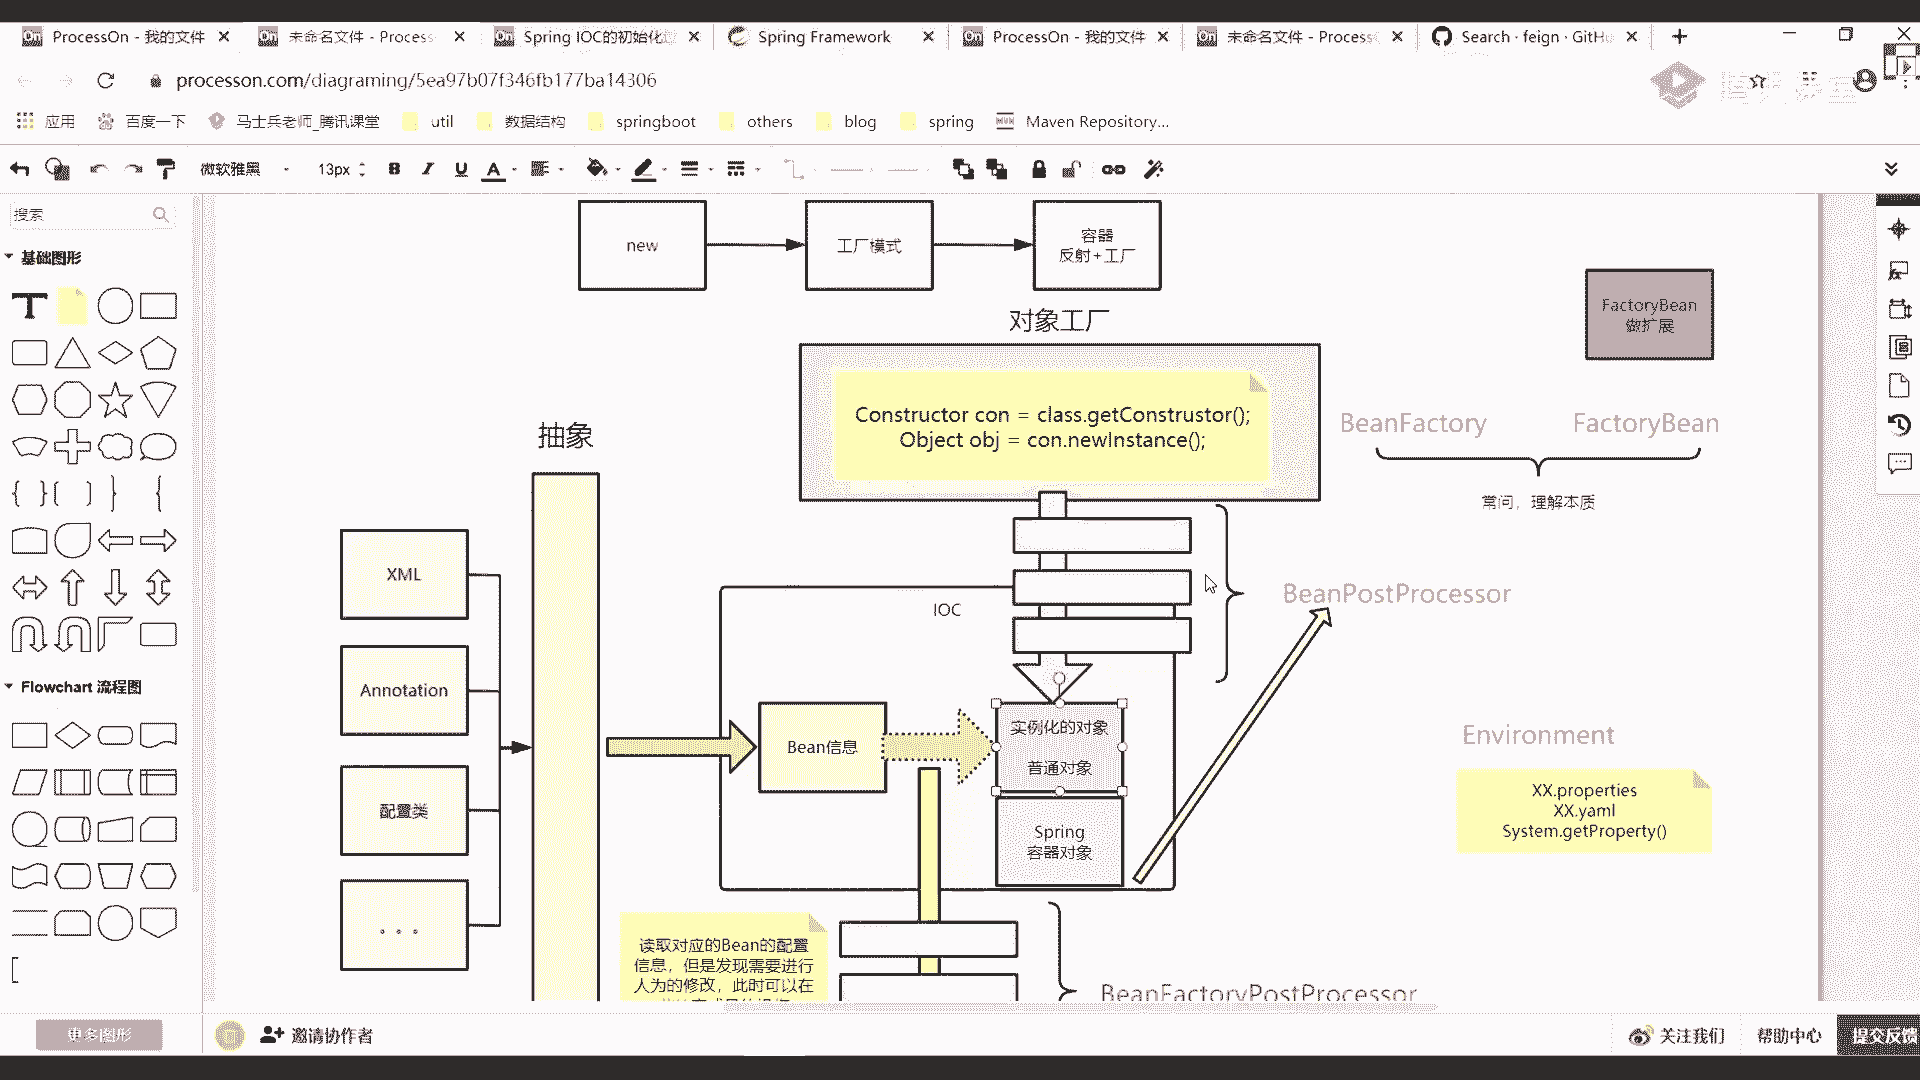 ProcessOn - 我的文件
未命名文件 - Process
Spring IOC的初始化
Spring Framework
ProcessOn - 我的文件
未命名文件 - Process
Search · feign · GitHu
processon.com/diagraming/5ea97b07f346fb177ba14306
应用
百度一下
马士兵老师_腾讯课堂
util
数据结构
springboot
others
blog
spring
Maven Repository...
微软雅黑
13px
搜索
基础图形
Flowchart 流程图
更多图形
new
工厂模式
容器
反射+工厂
对象工厂
FactoryBean
做扩展
Constructor con = class.getConstrustor();
Object obj = con.newInstance();
BeanFactory
FactoryBean
常问，理解本质
抽象
XML
Annotation
配置类
. . .
IOC
BeanPostProcessor
Bean信息
实例化的对象
普通对象
Spring
容器对象
Environment
XX.properties
XX.yaml
System.getProperty()
读取对应的Bean的配置
信息，但是发现需要进行
人为的修改，此时可以在
BeanFactoryPostProcessor
邀请协作者
关注我们
帮助中心
提交反馈